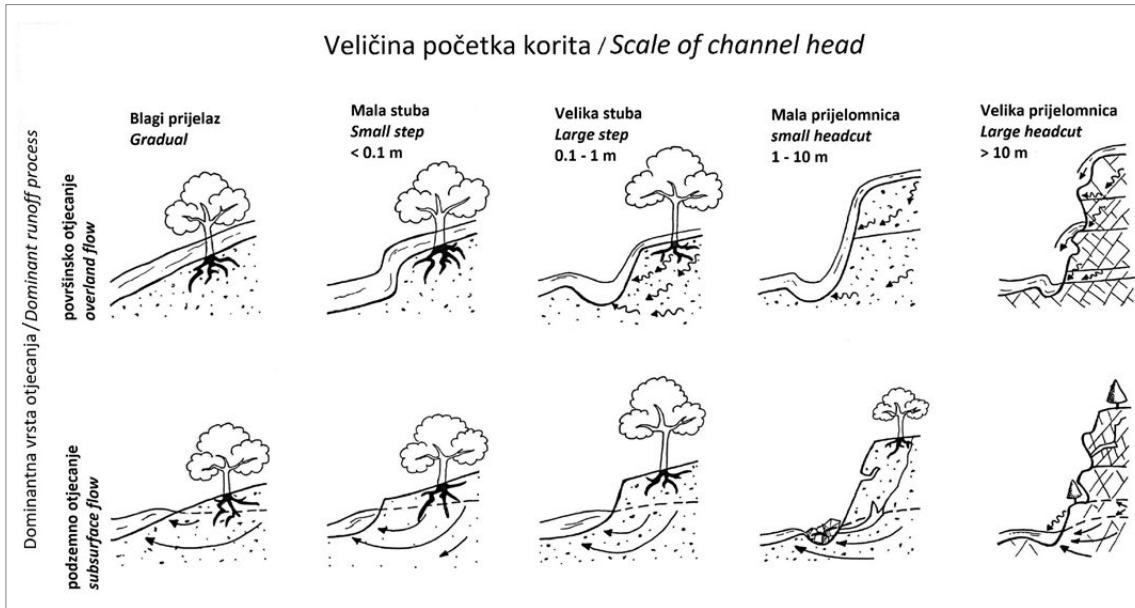 Veličina početka korita / Scale of channel head
Blagi prijelaz
Gradual
Mala stuba
Small step
< 0.1 m
Velika stuba
Large step
0.1 - 1 m
Mala prijelomnica
small headcut
1 - 10 m
Velika prijelomnica
Large headcut
> 10 m
Dominantna vrsta otjecanja / Dominant runoff process
površinsko otjecanje
overland flow
podzemno otjecanje
subsurface flow